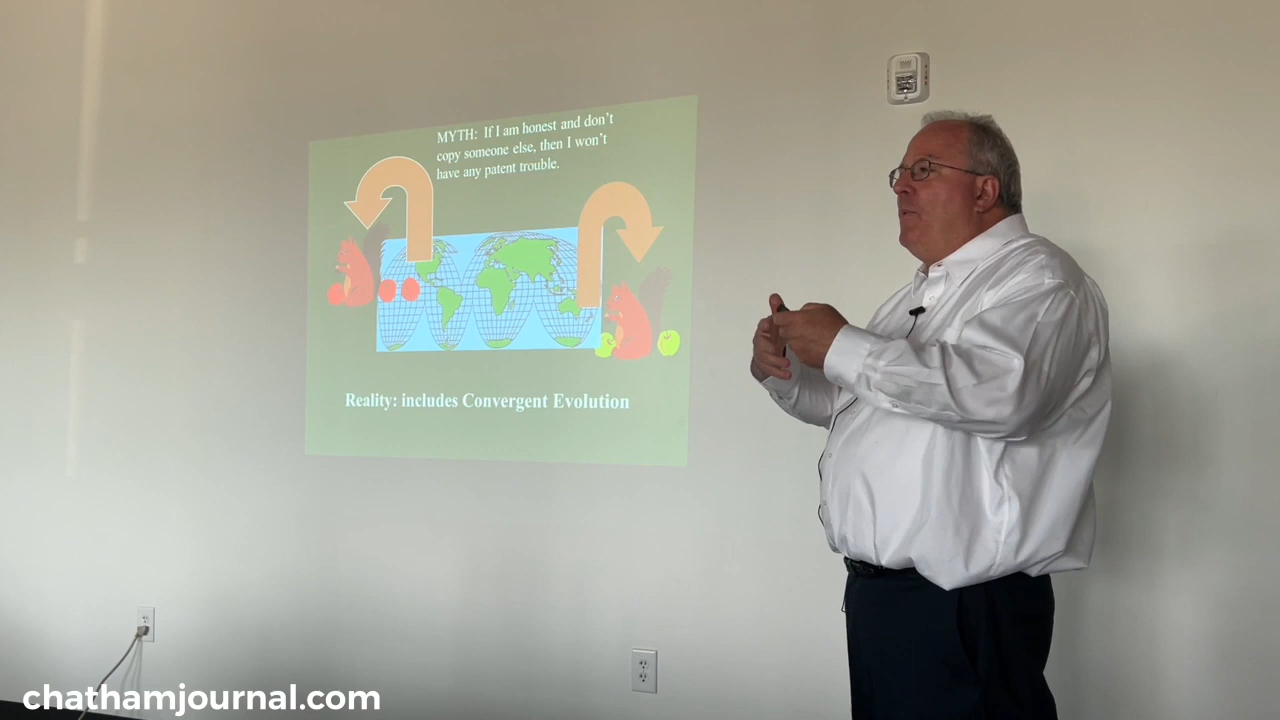 MYTH: If I am honest and don't
copy someone else, then I won't
have any patent trouble.
Reality: includes Convergent Evolution
chathamjournal.com